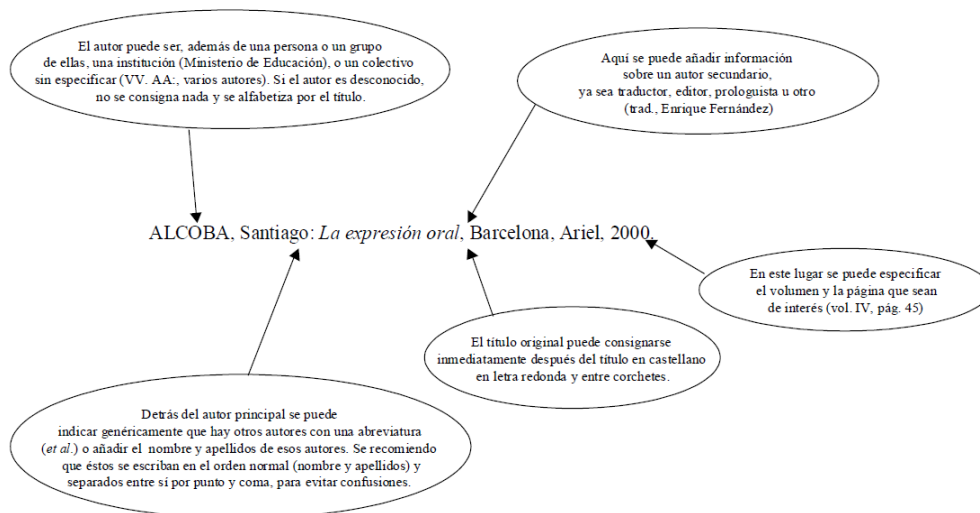 El autor puede ser, además de una persona o un grupo
de ellas, una institución (Ministerio de Educación), o un colectivo
sin especificar (VV. AA:, varios autores). Si el autor es desconocido,
no se consigna nada y se alfabetiza por el título.
Aquí se puede añadir información
sobre un autor secundario,
ya sea traductor, editor, prologuista u otro
(trad., Enrique Fernández)
ALCOBA, Santiago: La expresión oral, Barcelona, Ariel, 2000.
En este lugar se puede especificar
el volumen y la página que sean
de interés (vol. IV, pág. 45)
El título original puede consignarse
inmediatamente después del título en castellano
en letra redonda y entre corchetes.
Detrás del autor principal se puede
indicar genéricamente que hay otros autores con una abreviatura
(et al.) o añadir el nombre y apellidos de esos autores. Se recomiendo
que éstos se escriban en el orden normal (nombre y apellidos) y
separados entre sí por punto y coma, para evitar confusiones.